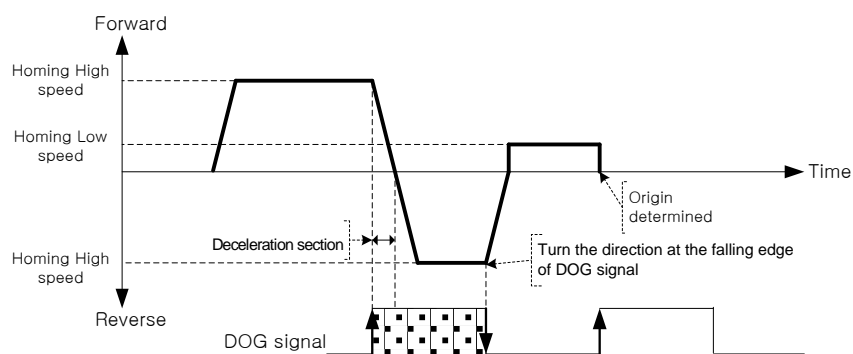 Forward
Homing High
speed
Homing Low
speed
Time
Origin
determined
Deceleration section
Turn the direction at the falling edge
of DOG signal
Homing High
speed
Reverse
DOG signal